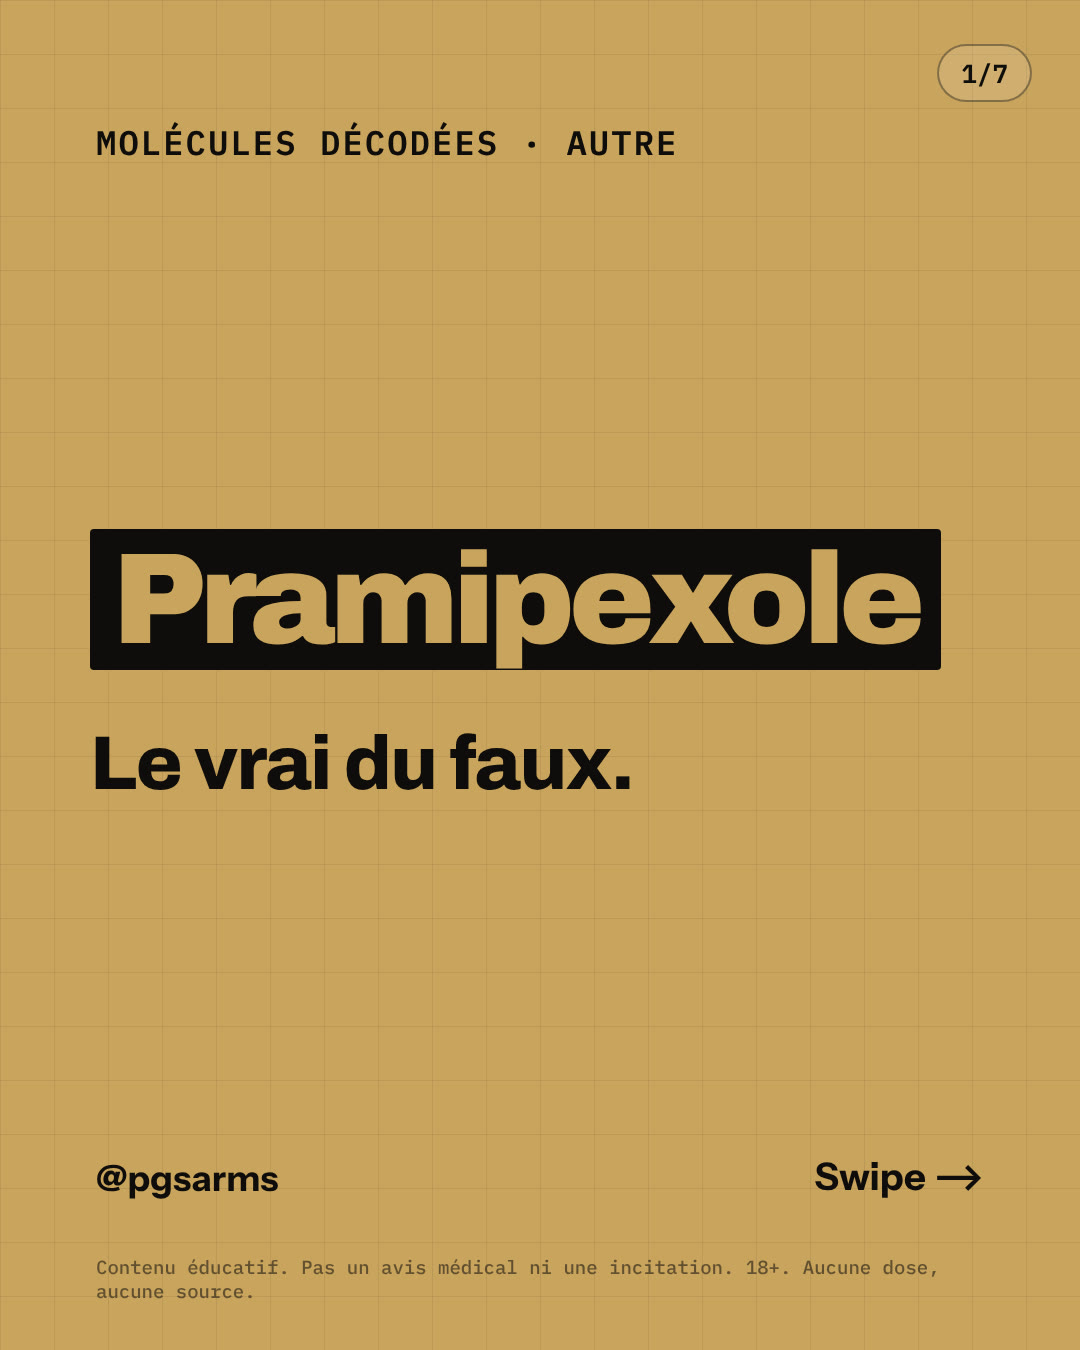 1/7
MOLÉCULES DÉCODÉES · AUTRE
Pramipexole
Le vrai du faux.
@pgsarms
Swipe →
Contenu éducatif. Pas un avis médical ni une incitation. 18+. Aucune dose,
aucune source.